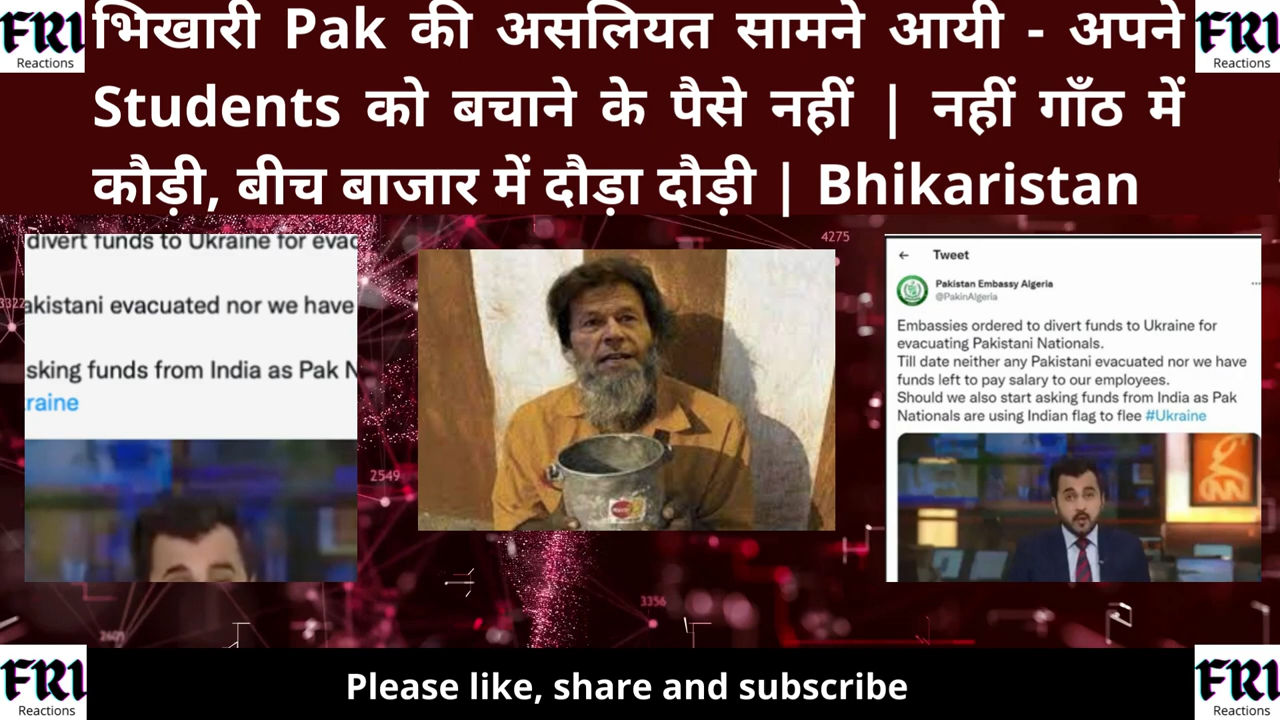 FRI
Reactions
भिखारी Pak की असलियत सामने आयी - अपने
Students को बचाने के पैसे नहीं | नहीं गाँठ में
कौड़ी, बीच बाजार में दौड़ा दौड़ी | Bhikaristan
FRI
Reactions
divert funds to Ukraine for evac
akistani evacuated nor we have
sking funds from India as Pak N
raine
3322
2549
4275
3356
2601
Tweet
Pakistan Embassy Algeria
@PakinAlgeria
Embassies ordered to divert funds to Ukraine for
evacuating Pakistani Nationals.
Till date neither any Pakistani evacuated nor we have
funds left to pay salary to our employees.
Should we also start asking funds from India as Pak
Nationals are using Indian flag to flee #Ukraine
FRI
Reactions
Please like, share and subscribe
FRI
Reactions